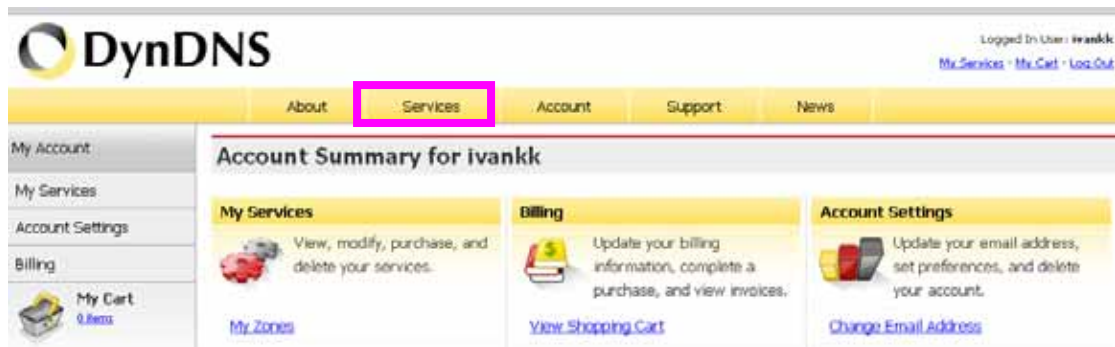 DynDNS
Logged In User: ivankk
My Services - My Cart - Log Out
About Services Account Support News
My Account
My Services
Account Settings
Billing
My Cart
0 Items
Account Summary for ivankk
My Services
View, modify, purchase, and
delete your services.
My Zones
Billing
Update your billing
information, complete a
purchase, and view invoices.
View Shopping Cart
Account Settings
Update your email address,
set preferences, and delete
your account.
Change Email Address